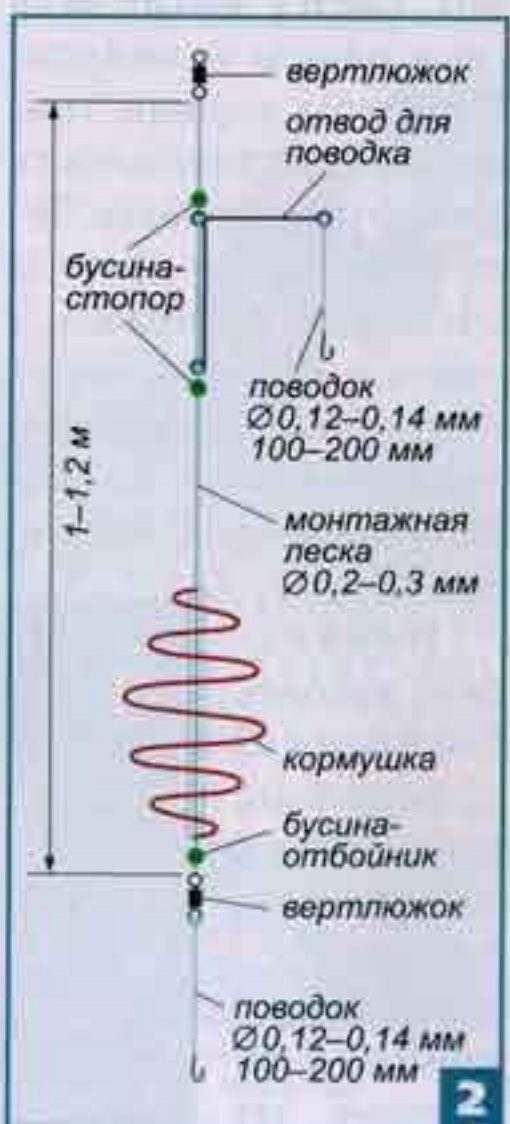 вертлюжок
отвод для
поводка
бусина-
стопор
поводок
Ø 0,12–0,14 мм
100–200 мм
1–1,2 м
монтажная
леска
Ø 0,2–0,3 мм
кормушка
бусина-
отбойник
вертлюжок
поводок
Ø 0,12–0,14 мм
100–200 мм
2